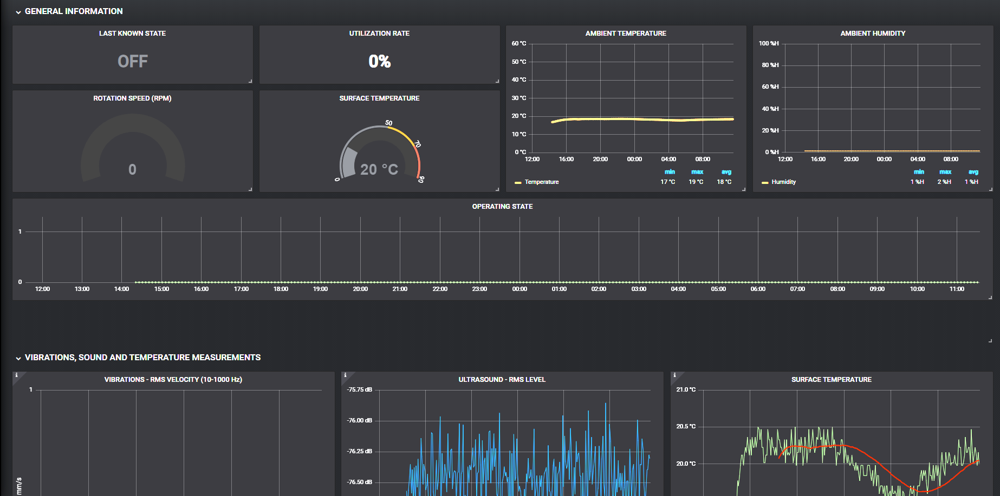 GENERAL INFORMATION
LAST KNOWN STATE
OFF
UTILIZATION RATE
0%
AMBIENT TEMPERATURE
60 °C
50 °C
40 °C
30 °C
20 °C
10 °C
0 °C
12:00 16:00 20:00 00:00 04:00 08:00
min max avg
Temperature 17 °C 19 °C 18 °C
AMBIENT HUMIDITY
100 %H
80 %H
60 %H
40 %H
20 %H
0 %H
12:00 16:00 20:00 00:00 04:00 08:00
min max avg
Humidity 1 %H 2 %H 1 %H
ROTATION SPEED (RPM)
0
SURFACE TEMPERATURE
0 50 70 90
20 °C
OPERATING STATE
1
0
12:00 13:00 14:00 15:00 16:00 17:00 18:00 19:00 20:00 21:00 22:00 23:00 00:00 01:00 02:00 03:00 04:00 05:00 06:00 07:00 08:00 09:00 10:00 11:00
VIBRATIONS, SOUND AND TEMPERATURE MEASUREMENTS
i
VIBRATIONS - RMS VELOCITY (10-1000 Hz)
1
mm/s
i
ULTRASOUND - RMS LEVEL
-75.75 dB
-76.00 dB
-76.25 dB
-76.50 dB
i
SURFACE TEMPERATURE
21.0 °C
20.5 °C
20.0 °C